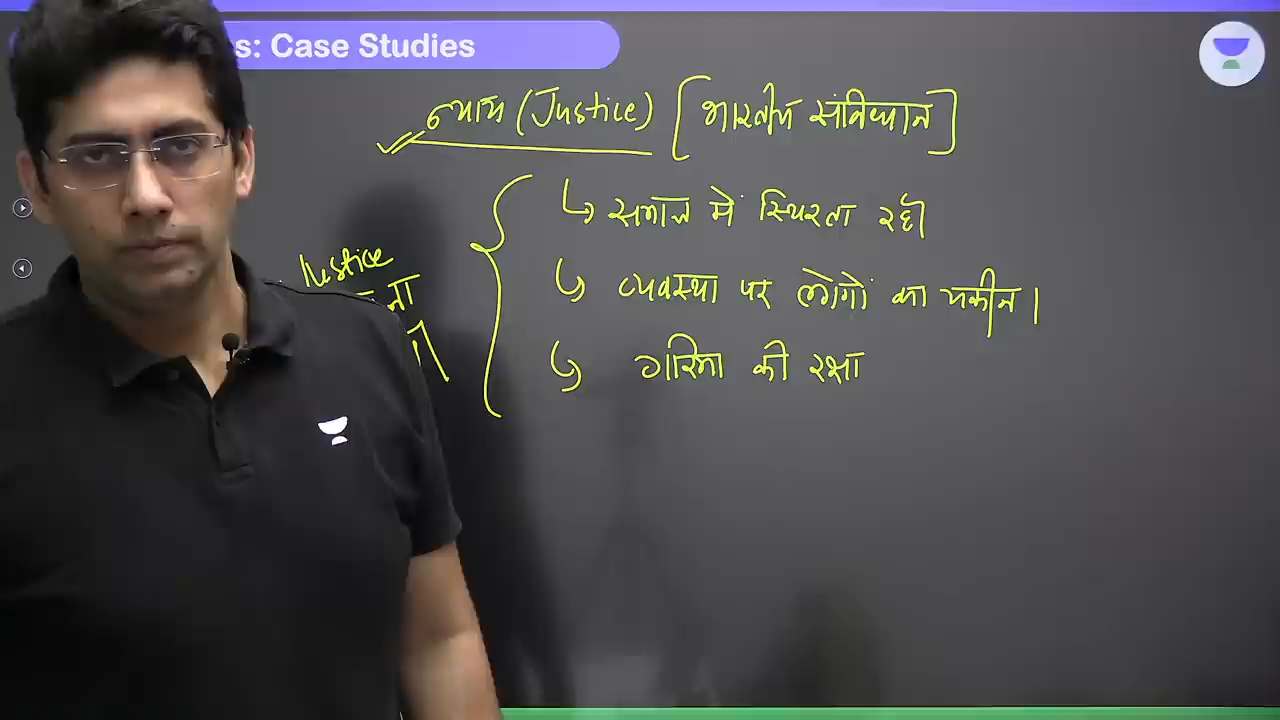 s: Case Studies
न्याय (Justice) [भारतीय संविधान]
समाज में स्थिरता रहे
व्यवस्था पर लोगों का यकीन।
गरिमा की रक्षा
Justice